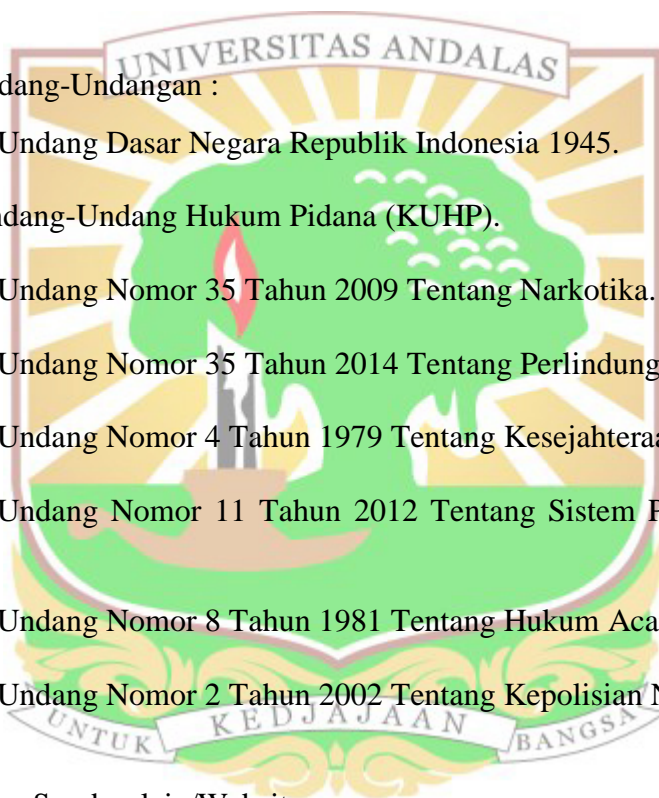 UNIVERSITAS ANDALAS
dang-Undangan :
Undang Dasar Negara Republik Indonesia 1945.
ndang-Undang Hukum Pidana (KUHP).
Undang Nomor 35 Tahun 2009 Tentang Narkotika.
Undang Nomor 35 Tahun 2014 Tentang Perlindung
Undang Nomor 4 Tahun 1979 Tentang Kesejahteraa
Undang Nomor 11 Tahun 2012 Tentang Sistem P
Undang Nomor 8 Tahun 1981 Tentang Hukum Aca
Undang Nomor 2 Tahun 2002 Tentang Kepolisian N
UNTUK KEDJAJAAN BANGSA